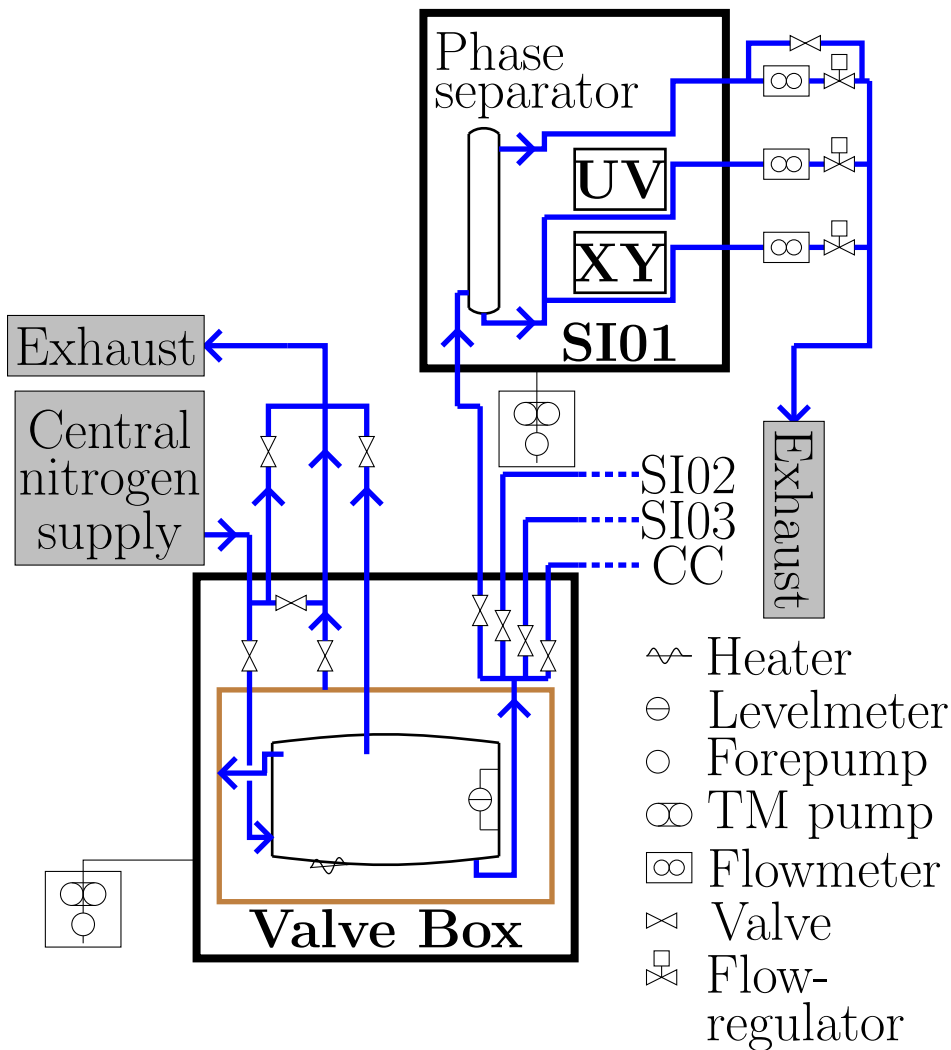 Phase
separator
UV
XY
SI01
Exhaust
Central
nitrogen
supply
SI02
SI03
CC
Exhaust
Valve Box
Heater
Levelmeter
Forepump
TM pump
Flowmeter
Valve
Flow-
regulator